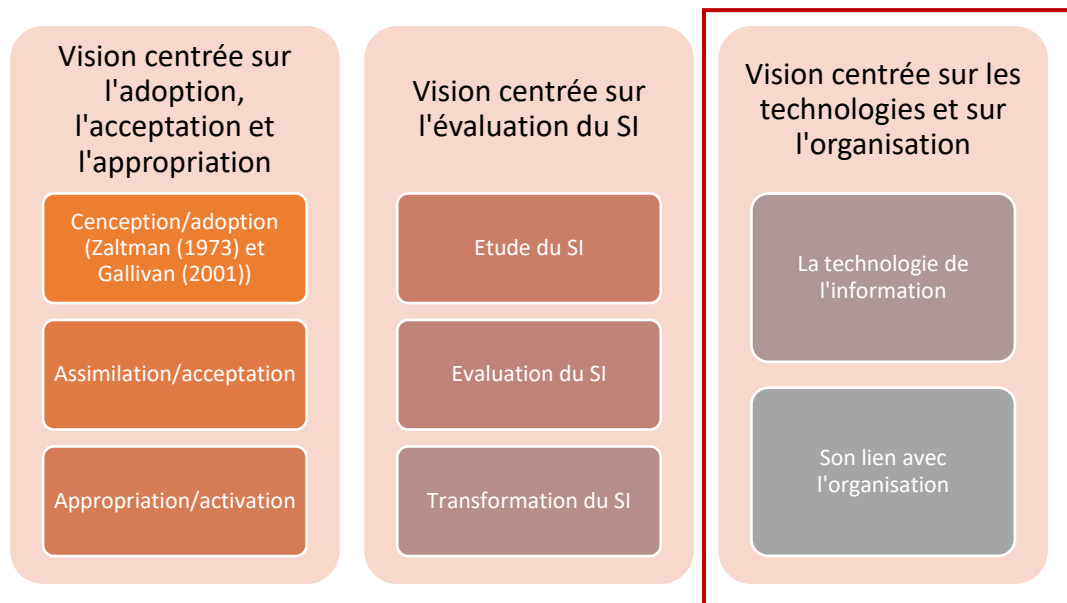 Vision centrée sur
l'adoption,
l'acceptation et
l'appropriation
Cenception/adoption
(Zaltman (1973) et
Gallivan (2001))
Assimilation/acceptation
Appropriation/activation
Vision centrée sur
l'évaluation du SI
Etude du SI
Evaluation du SI
Transformation du SI
Vision centrée sur les
technologies et sur
l'organisation
La technologie de
l'information
Son lien avec
l'organisation